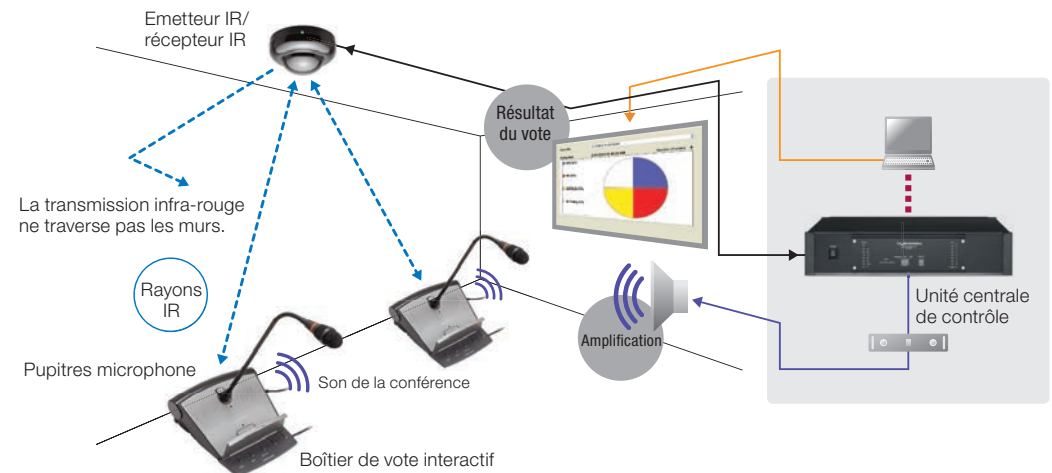 Emetteur IR/
récepteur IR
Résultat
du vote
La transmission infra-rouge
ne traverse pas les murs.
Rayons
IR
Unité centrale
de contrôle
Amplification
Pupitres microphone
Son de la conférence
Boîtier de vote interactif